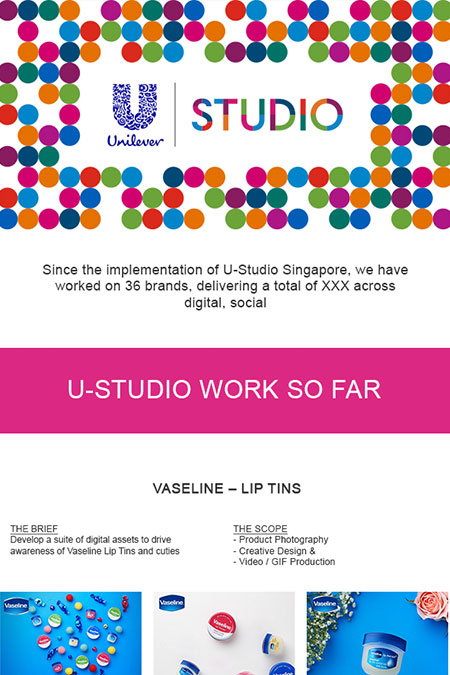 Unilever
STUDIO
Since the implementation of U-Studio Singapore, we have
worked on 36 brands, delivering a total of XXX across
digital, social
U-STUDIO WORK SO FAR
VASELINE – LIP TINS
THE BRIEF
Develop a suite of digital assets to drive
awareness of Vaseline Lip Tins and cuties
THE SCOPE
- Product Photography
- Creative Design &
- Video / GIF Production
Vaseline
Vaseline
Vaseline